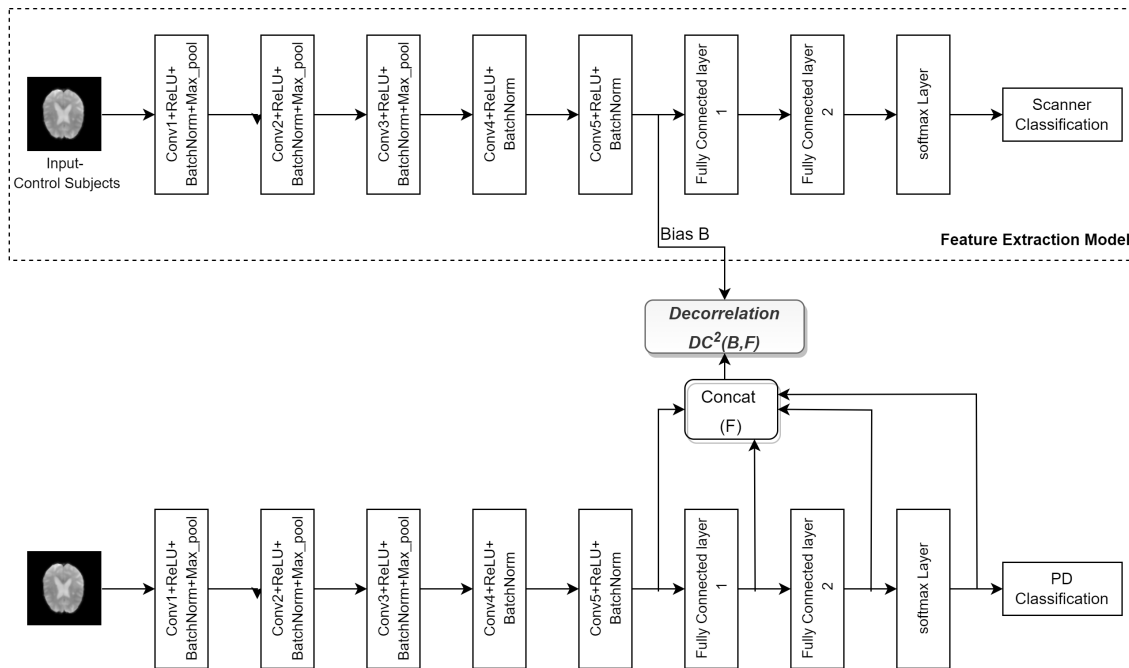 Input-
Control Subjects
Conv1+ReLU+
BatchNorm+Max_pool
Conv2+ReLU+
BatchNorm+Max_pool
Conv3+ReLU+
BatchNorm+Max_pool
Conv4+ReLU+
BatchNorm
Conv5+ReLU+
BatchNorm
Fully Connected layer
1
Fully Connected layer
2
softmax Layer
Scanner
Classification
Bias B
Feature Extraction Model
Decorrelation
DC²(B,F)
Concat
(F)
Conv1+ReLU+
BatchNorm+Max_pool
Conv2+ReLU+
BatchNorm+Max_pool
Conv3+ReLU+
BatchNorm+Max_pool
Conv4+ReLU+
BatchNorm
Conv5+ReLU+
BatchNorm
Fully Connected layer
1
Fully Connected layer
2
softmax Layer
PD
Classification